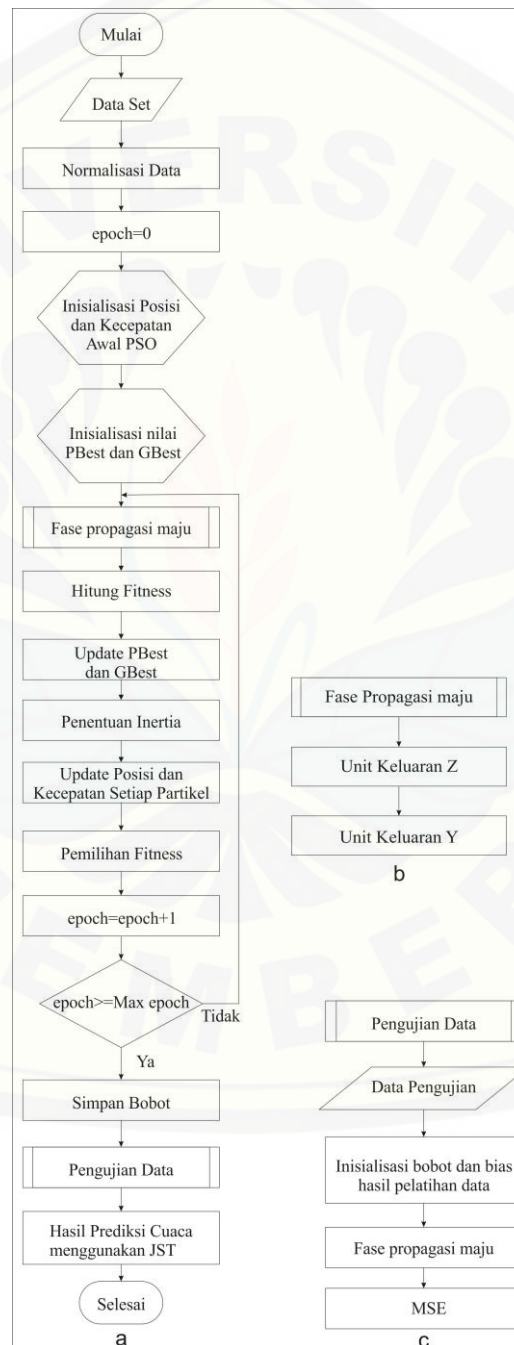 Mulai
Data Set
Normalisasi Data
epoch=0
Inisialisasi Posisi
dan Kecepatan
Awal PSO
Inisialisasi nilai
PBest dan GBest
Fase propagasi maju
Hitung Fitness
Update PBest
dan GBest
Penentuan Inertia
Update Posisi dan
Kecepatan Setiap Partikel
Pemilihan Fitness
epoch=epoch+1
epoch>=Max epoch
Tidak
Ya
Simpan Bobot
Pengujian Data
Hasil Prediksi Cuaca
menggunakan JST
Selesai
a
Fase Propagasi maju
Unit Keluaran Z
Unit Keluaran Y
b
Pengujian Data
Data Pengujian
Inisialisasi bobot dan bias
hasil pelatihan data
Fase propagasi maju
MSE
c